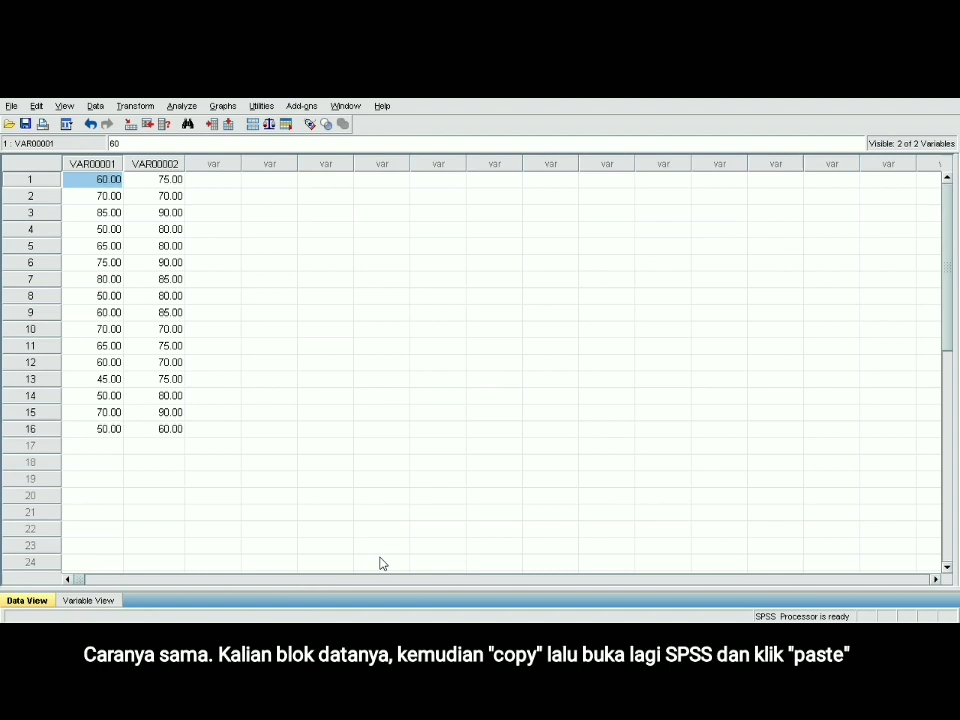 File Edit View Data Transform Analyze Graphs Utilities Add-ons Window Help
1 : VAR00001 60 Visible: 2 of 2 Variables
VAR00001 VAR00002 var var var var var var var var var var var var var
1 60.00 75.00
2 70.00 70.00
3 85.00 90.00
4 50.00 80.00
5 65.00 80.00
6 75.00 90.00
7 80.00 85.00
8 50.00 80.00
9 60.00 85.00
10 70.00 70.00
11 65.00 75.00
12 60.00 70.00
13 45.00 75.00
14 50.00 80.00
15 70.00 90.00
16 50.00 60.00
17
18
19
20
21
22
23
24
Data View Variable View
SPSS Processor is ready
Caranya sama. Kalian blok datanya, kemudian "copy" lalu buka lagi SPSS dan klik "paste"